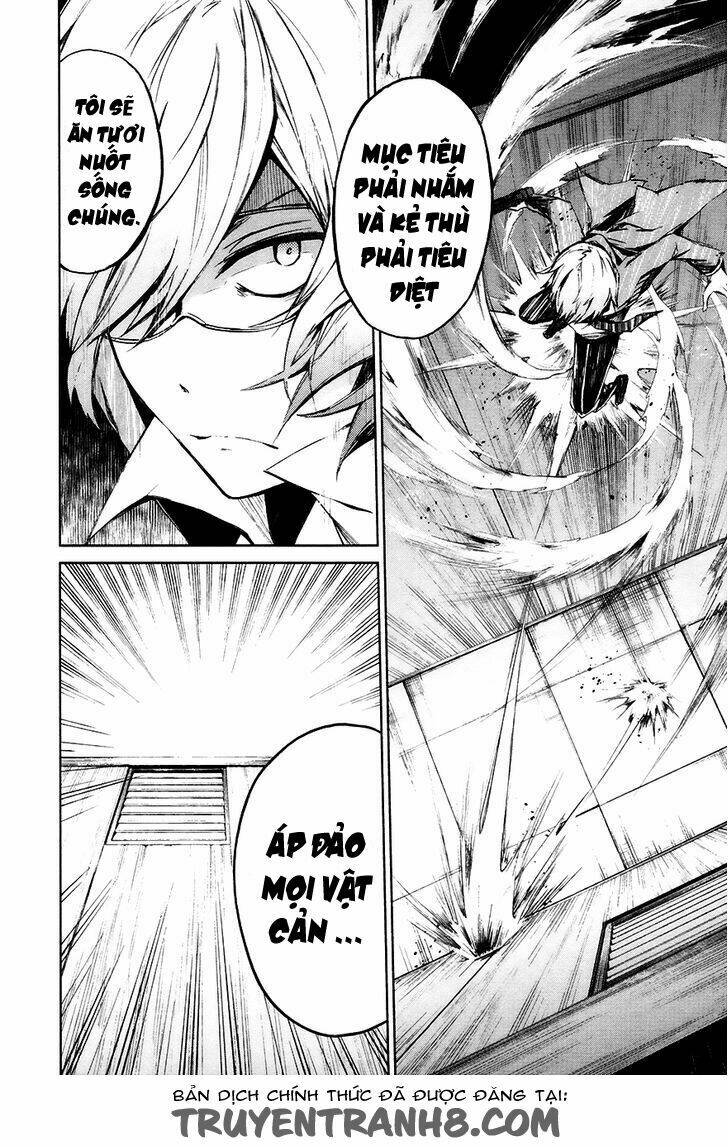 MỤC TIÊU
PHẢI NHẮM
VÀ KẺ THÙ
PHẢI TIÊU
DIỆT
TÔI SẼ
ĂN TƯƠI
NUỐT
SỐNG
CHÚNG.
ÁP ĐẢO
MỌI VẬT
CẢN ...
BẢN DỊCH CHÍNH THỨC ĐÃ ĐƯỢC ĐĂNG TẠI:
TRUYENTRANH8.COM